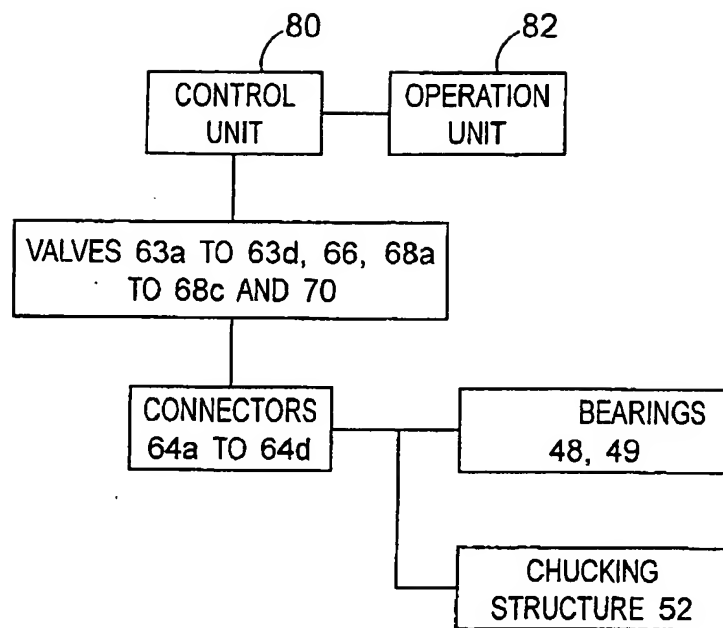 80
82
CONTROL
UNIT
OPERATION
UNIT
VALVES 63a TO 63d, 66, 68a
TO 68c AND 70
CONNECTORS
64a TO 64d
BEARINGS
48, 49
CHUCKING
STRUCTURE 52